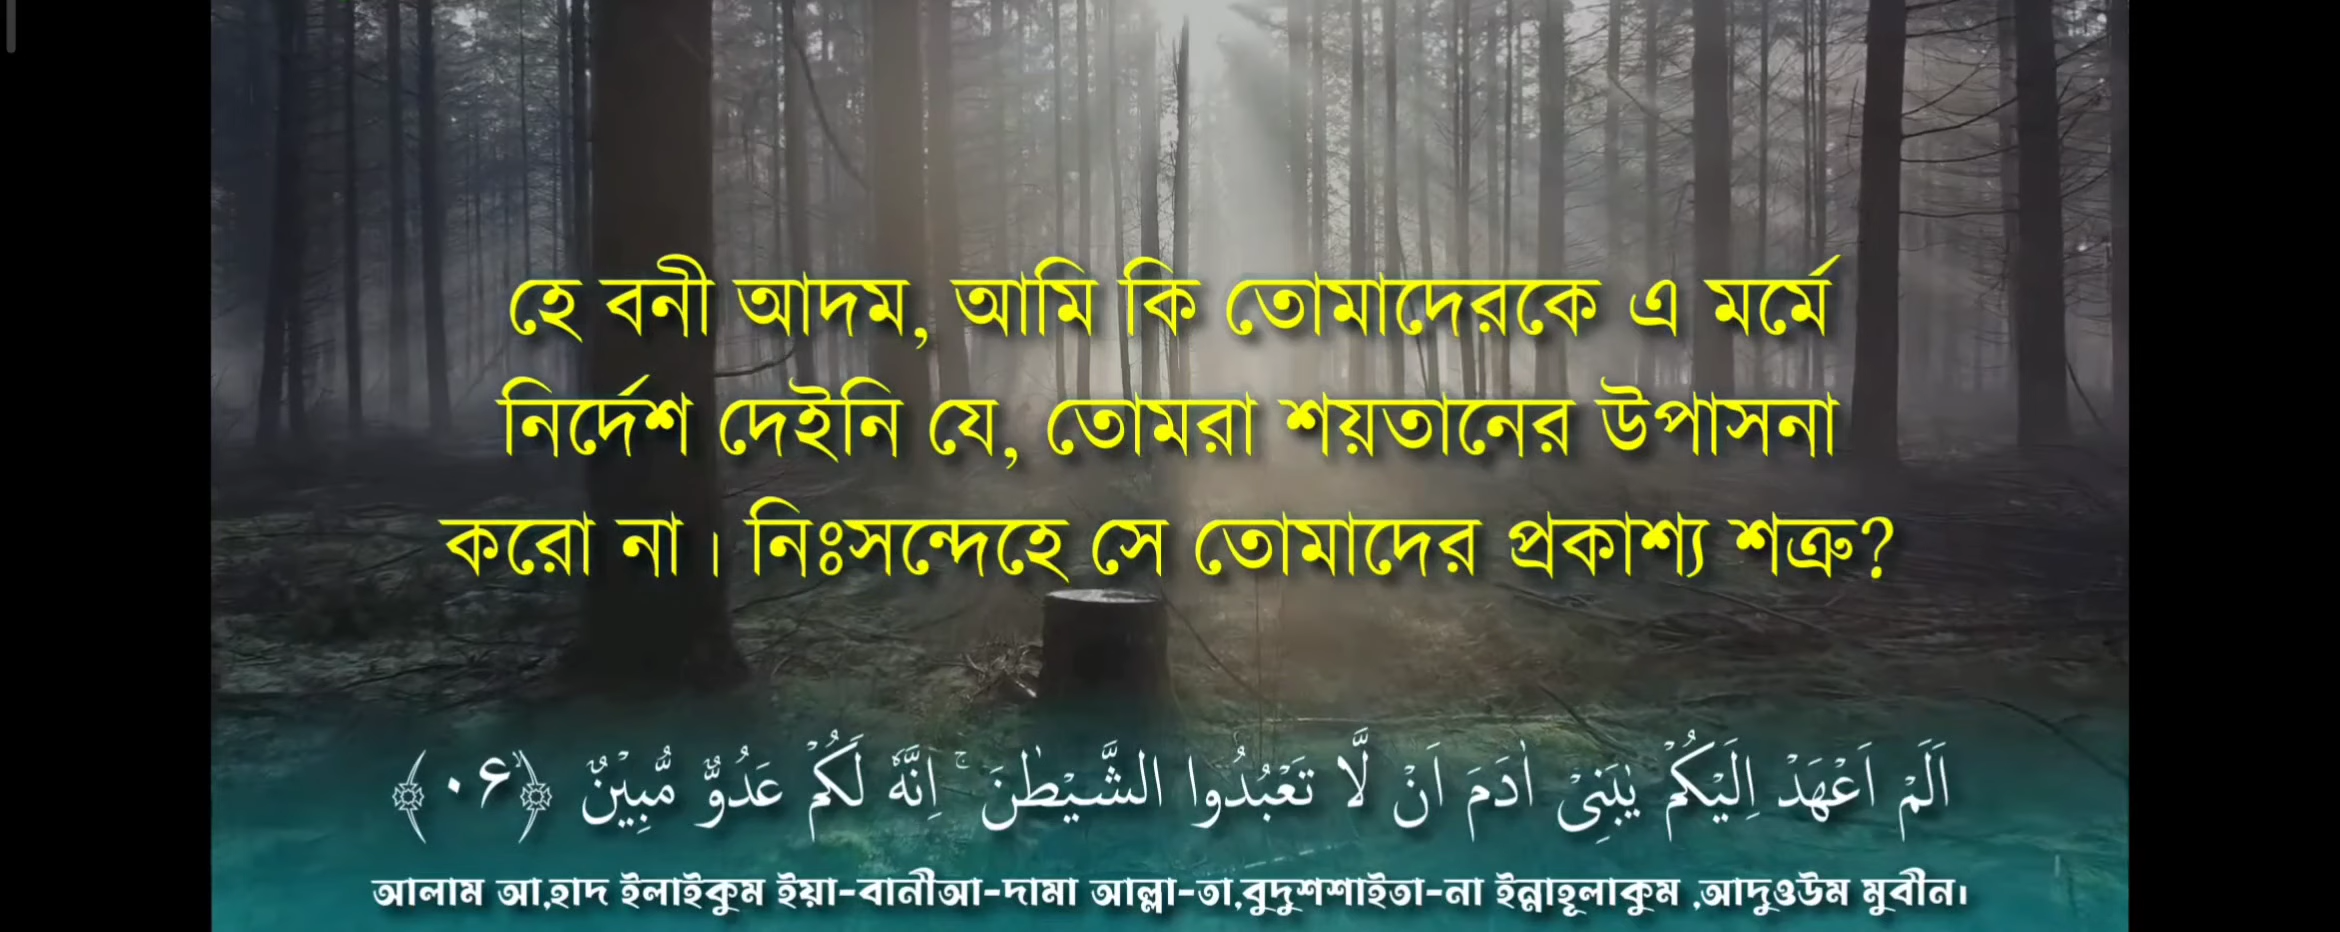 হে বনী আদম, আমি কি তোমাদেরকে এ মর্মে
নির্দেশ দেইনি যে, তোমরা শয়তানের উপাসনা
করো না। নিঃসন্দেহে সে তোমাদের প্রকাশ্য শত্রু?
اَلَمْ اَعْهَدْ اِلَيْكُمْ يٰبَنِىْٓ اٰدَمَ اَنْ لَّا تَعْبُدُوا الشَّيْطٰنَ ۚ اِنَّهٗ لَكُمْ عَدُوٌّ مُّبِيْنٌ ۙ﴿۰۶﴾
আলাম আ‚হাদ ইলাইকুম ইয়া-বানীআ-দামা আল্লা-তা‚বুদুশশাইতা-না ইন্নাহূলাকুম ‚আদুওউম মুবীন।